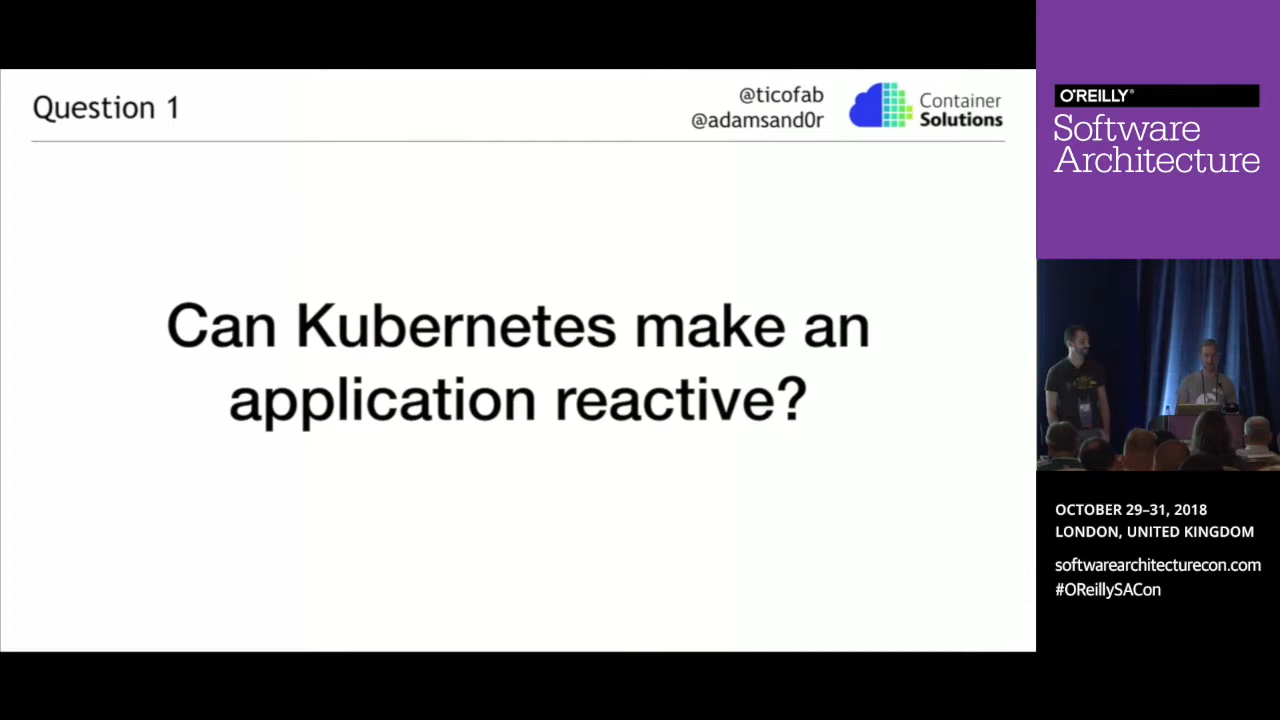 Question 1
@ticofab
@adamsand0r
Container
Solutions
Can Kubernetes make an
application reactive?
O'REILLY®
Software
Architecture
OCTOBER 29–31, 2018
LONDON, UNITED KINGDOM
softwarearchitecturecon.com
#OReillySACon